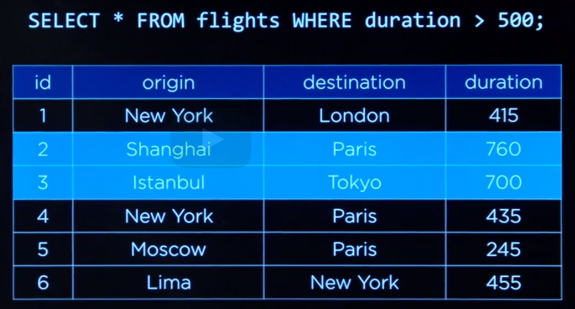 SELECT * FROM flights WHERE duration > 500;
id origin destination duration
1 New York London 415
2 Shanghai Paris 760
3 Istanbul Tokyo 700
4 New York Paris 435
5 Moscow Paris 245
6 Lima New York 455